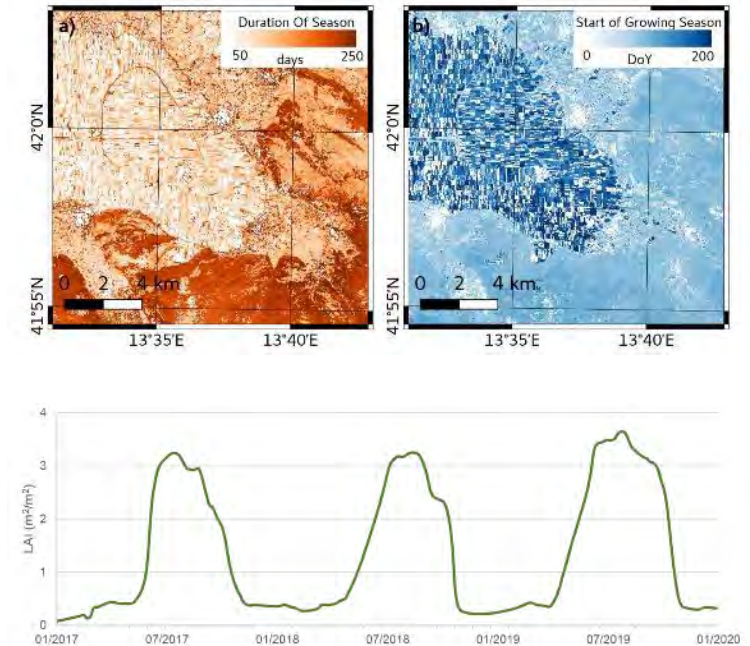 a)
Duration Of Season
50 days 250
42°0'N
41°55'N
0 2 4 km
13°35'E 13°40'E
b)
Start of Growing Season
0 DoY 200
42°0'N
41°55'N
0 2 4 km
13°35'E 13°40'E
LAI (m²/m²)
4
3
2
1
0
01/2017 07/2017 01/2018 07/2018 01/2019 07/2019 01/2020